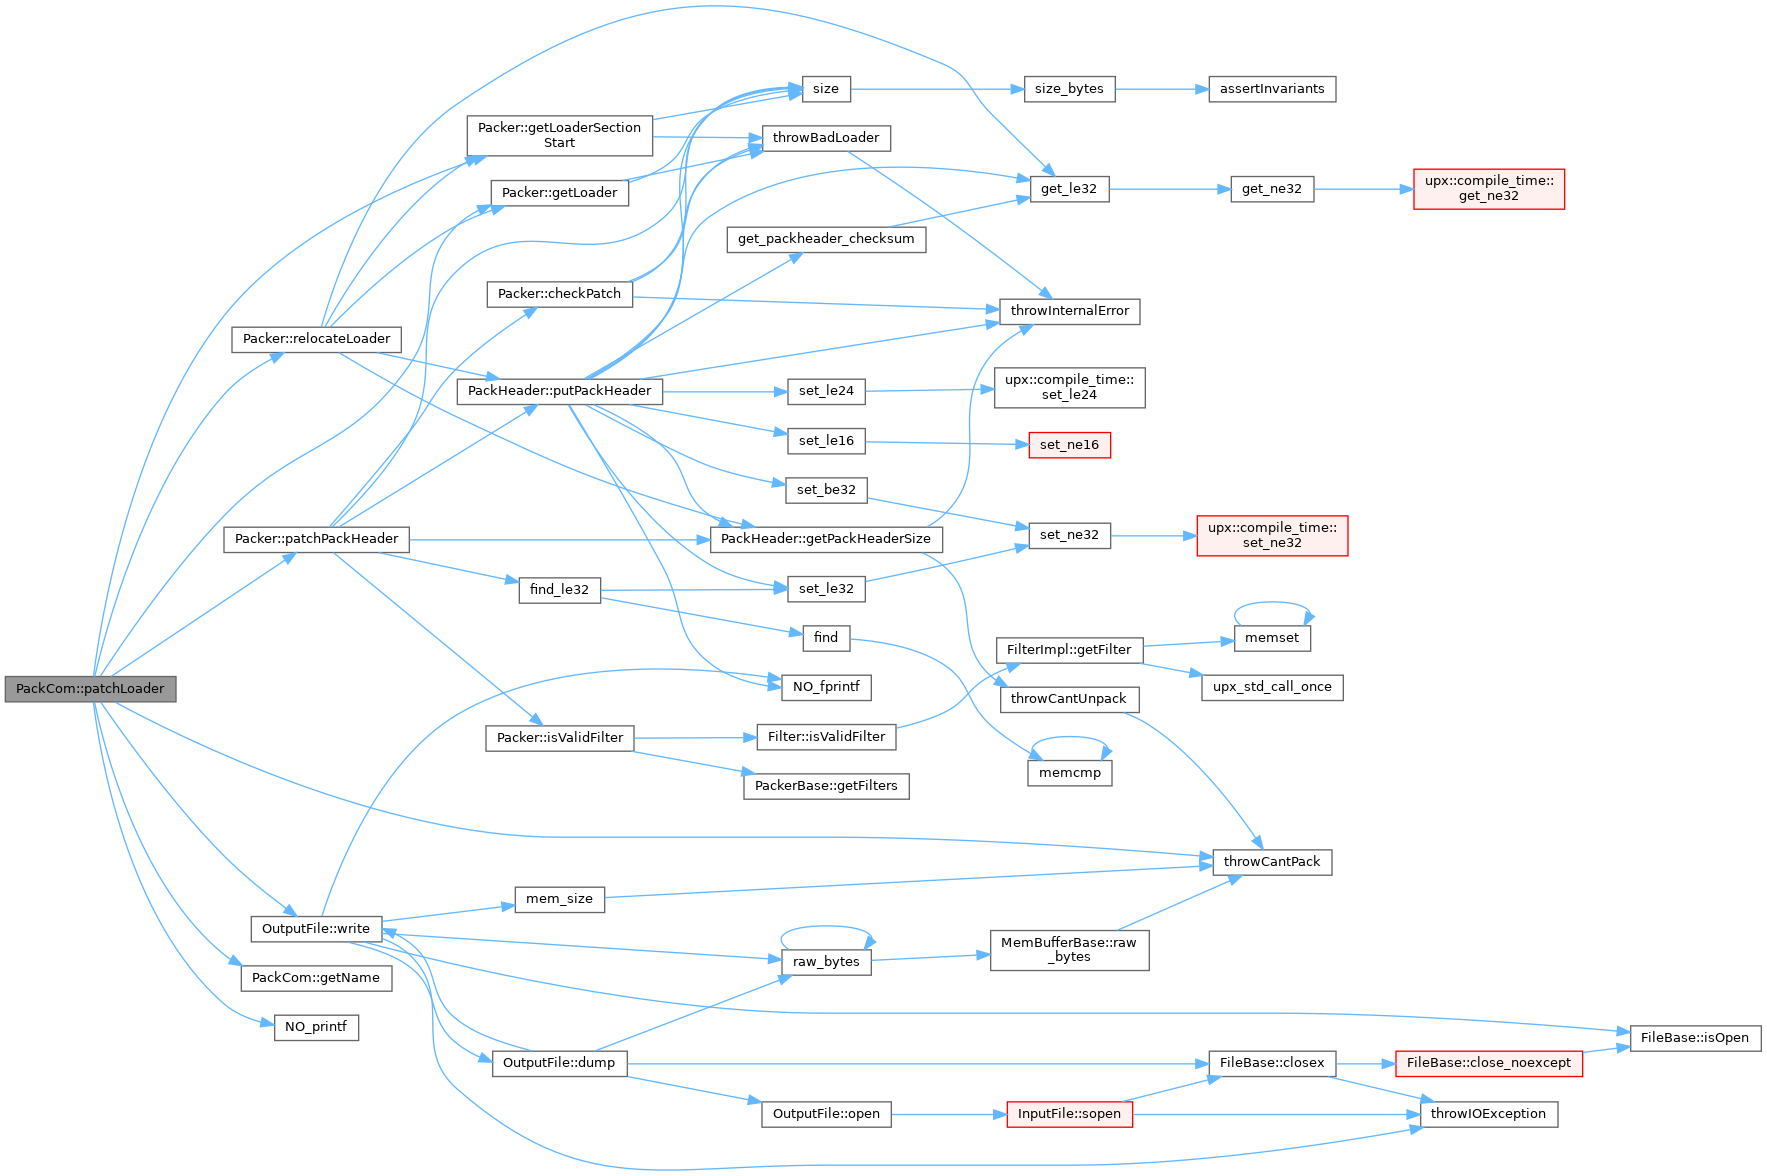 size
size_bytes
assertInvariants
Packer::getLoaderSection
Start
throwBadLoader
Packer::getLoader
get_le32
get_ne32
upx::compile_time::
get_ne32
get_packheader_checksum
Packer::checkPatch
throwInternalError
Packer::relocateLoader
PackHeader::putPackHeader
set_le24
upx::compile_time::
set_le24
set_le16
set_ne16
set_be32
Packer::patchPackHeader
PackHeader::getPackHeaderSize
set_ne32
upx::compile_time::
set_ne32
find_le32
set_le32
find
FilterImpl::getFilter
memset
PackCom::patchLoader
NO_fprintf
throwCantUnpack
upx_std_call_once
Packer::isValidFilter
Filter::isValidFilter
memcmp
PackerBase::getFilters
throwCantPack
mem_size
OutputFile::write
raw_bytes
MemBufferBase::raw
_bytes
PackCom::getName
NO_printf
FileBase::isOpen
OutputFile::dump
FileBase::closex
FileBase::close_noexcept
OutputFile::open
InputFile::sopen
throwIOException